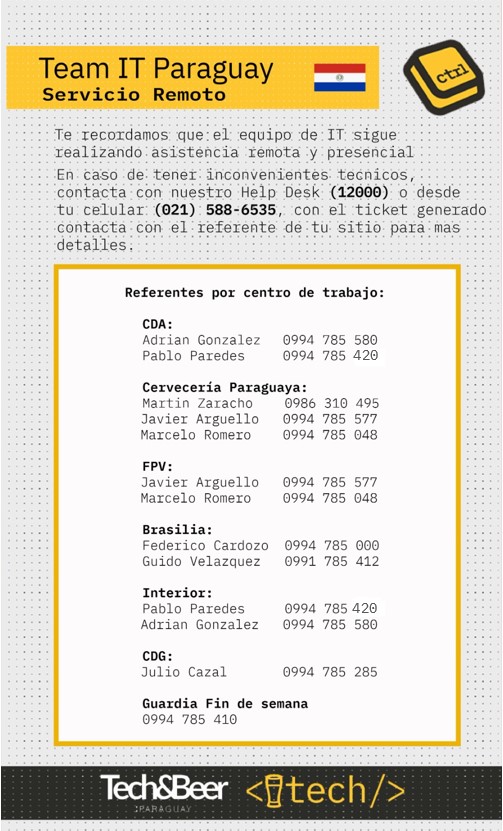 Team IT Paraguay
Servicio Remoto
ctrl
Te recordamos que el equipo de IT sigue
realizando asistencia remota y presencial
En caso de tener inconvenientes tecnicos,
contacta con nuestro Help Desk (12000) o desde
tu celular (021) 588-6535, con el ticket generado
contacta con el referente de tu sitio para mas
detalles.
Referentes por centro de trabajo:
CDA:
Adrian Gonzalez 0994 785 580
Pablo Paredes 0994 785 420
Cervecería Paraguaya:
Martin Zaracho 0986 310 495
Javier Arguello 0994 785 577
Marcelo Romero 0994 785 048
FPV:
Javier Arguello 0994 785 577
Marcelo Romero 0994 785 048
Brasilia:
Federico Cardozo 0994 785 000
Guido Velazquez 0991 785 412
Interior:
Pablo Paredes 0994 785 420
Adrian Gonzalez 0994 785 580
CDG:
Julio Cazal 0994 785 285
Guardia Fin de semana
0994 785 410
Tech&Beer <tech/>
:PARAGUAY